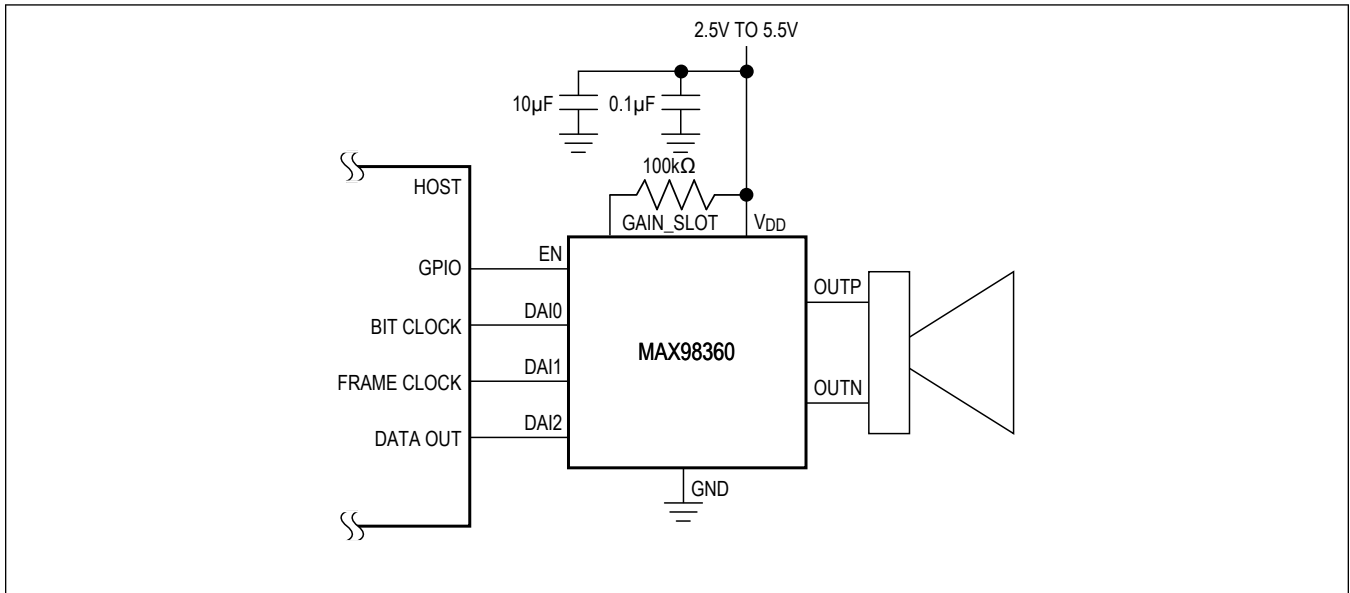 2.5V TO 5.5V
10µF
0.1µF
100kΩ
HOST
GAIN_SLOT
VDD
GPIO
EN
OUTP
BIT CLOCK
DAI0
MAX98360
FRAME CLOCK
DAI1
OUTN
DATA OUT
DAI2
GND